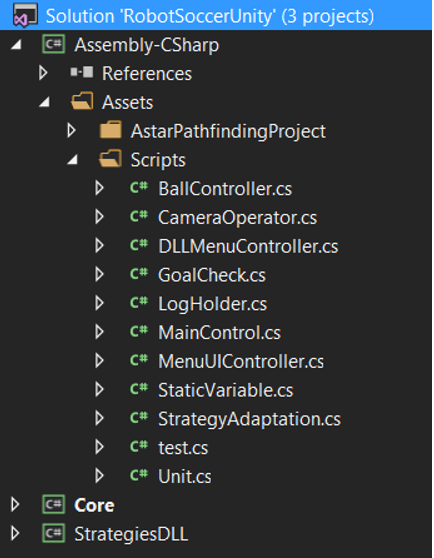 Solution 'RobotSoccerUnity' (3 projects)
C# Assembly-CSharp
References
Assets
AstarPathfindingProject
Scripts
C# BallController.cs
C# CameraOperator.cs
C# DLLMenuController.cs
C# GoalCheck.cs
C# LogHolder.cs
C# MainControl.cs
C# MenuUIController.cs
C# StaticVariable.cs
C# StrategyAdaptation.cs
C# test.cs
C# Unit.cs
C# Core
C# StrategiesDLL